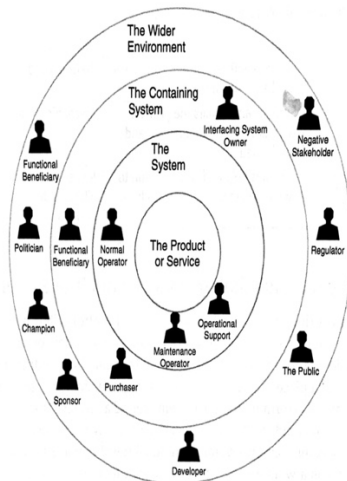 The Wider
Environment
The Containing
System
Interfacing System
Owner
Negative
Stakeholder
Functional
Beneficiary
The
System
Politician
Functional
Beneficiary
Normal
Operator
The Product
or Service
Regulator
Champion
Operational
Support
Maintenance
Operator
Purchaser
The Public
Sponsor
Developer